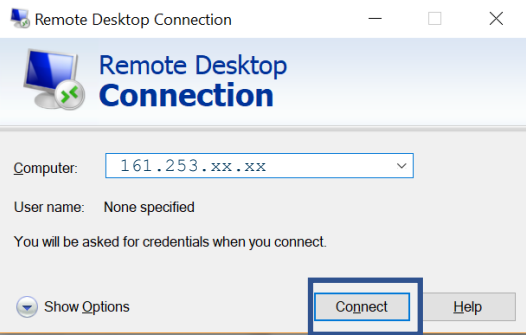 Remote Desktop Connection
Remote Desktop
Connection
Computer: 161.253.xx.xx
User name: None specified
You will be asked for credentials when you connect.
Show Options Connect Help